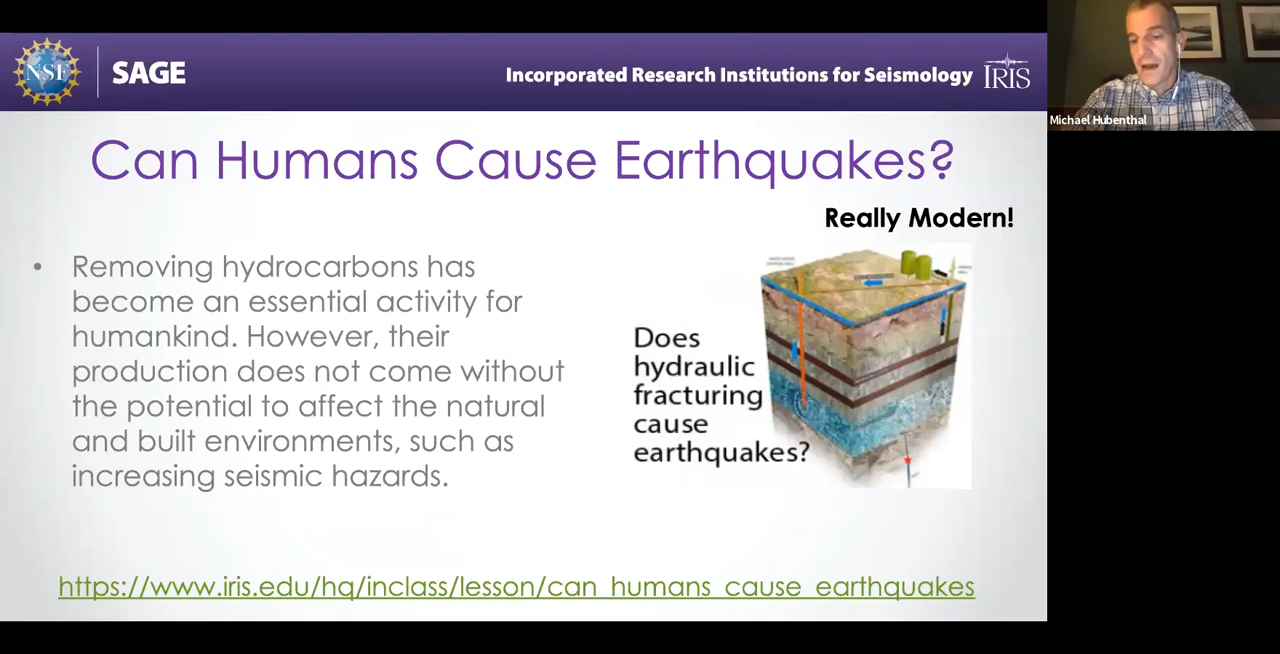 NSF
SAGE
Incorporated Research Institutions for Seismology
IRIS
Michael Hubenthal
Can Humans Cause Earthquakes?
Really Modern!
• Removing hydrocarbons has
become an essential activity for
humankind. However, their
production does not come without
the potential to affect the natural
and built environments, such as
increasing seismic hazards.
Does
hydraulic
fracturing
cause
earthquakes?
https://www.iris.edu/hq/inclass/lesson/can_humans_cause_earthquakes